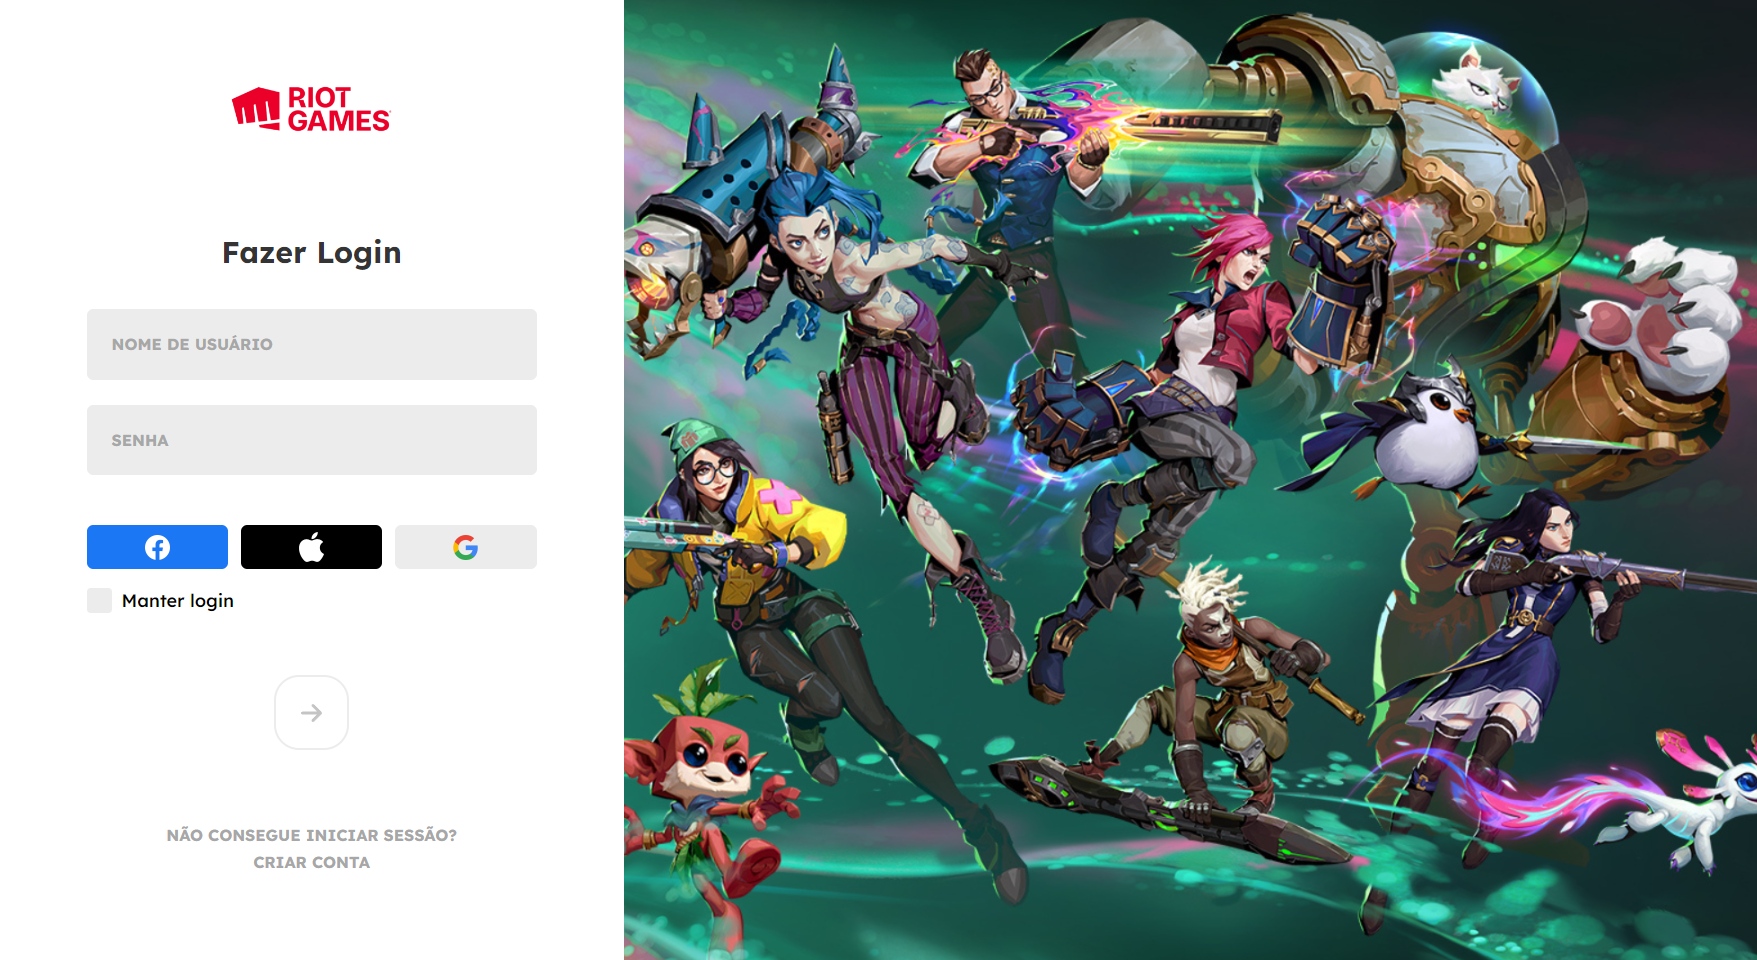 RIOT
GAMES
Fazer Login
NOME DE USUÁRIO
SENHA
Manter login
NÃO CONSEGUE INICIAR SESSÃO?
CRIAR CONTA